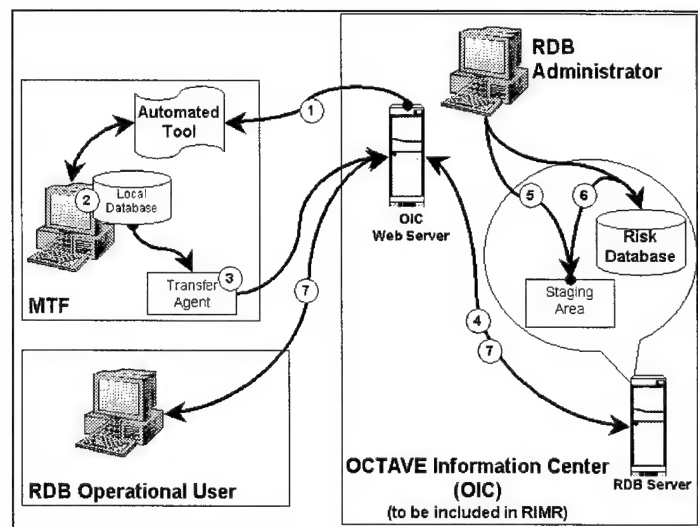 RDB
Administrator
Automated
Tool
1
2
Local
Database
OIC
Web Server
5
6
Risk
Database
Transfer
Agent
3
Staging
Area
MTF
7
4
7
RDB Operational User
OCTAVE Information Center
(OIC)
(to be included in RIMR)
RDB Server